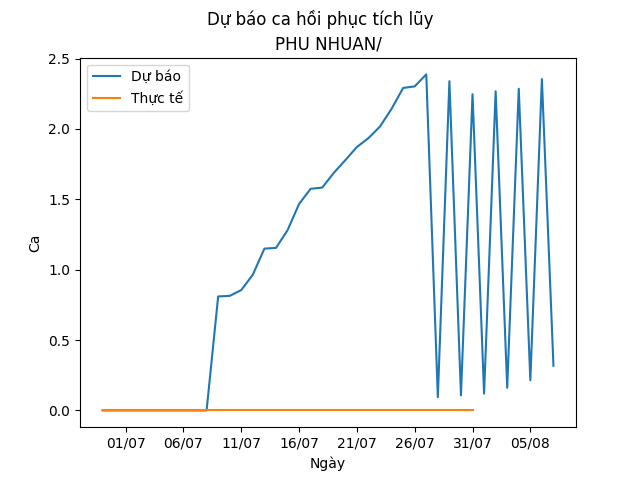 Dự báo ca hồi phục tích lũy
PHU NHUAN/
Dự báo
Thực tế
2.5
2.0
1.5
1.0
0.5
0.0
Ca
01/07 06/07 11/07 16/07 21/07 26/07 31/07 05/08
Ngày